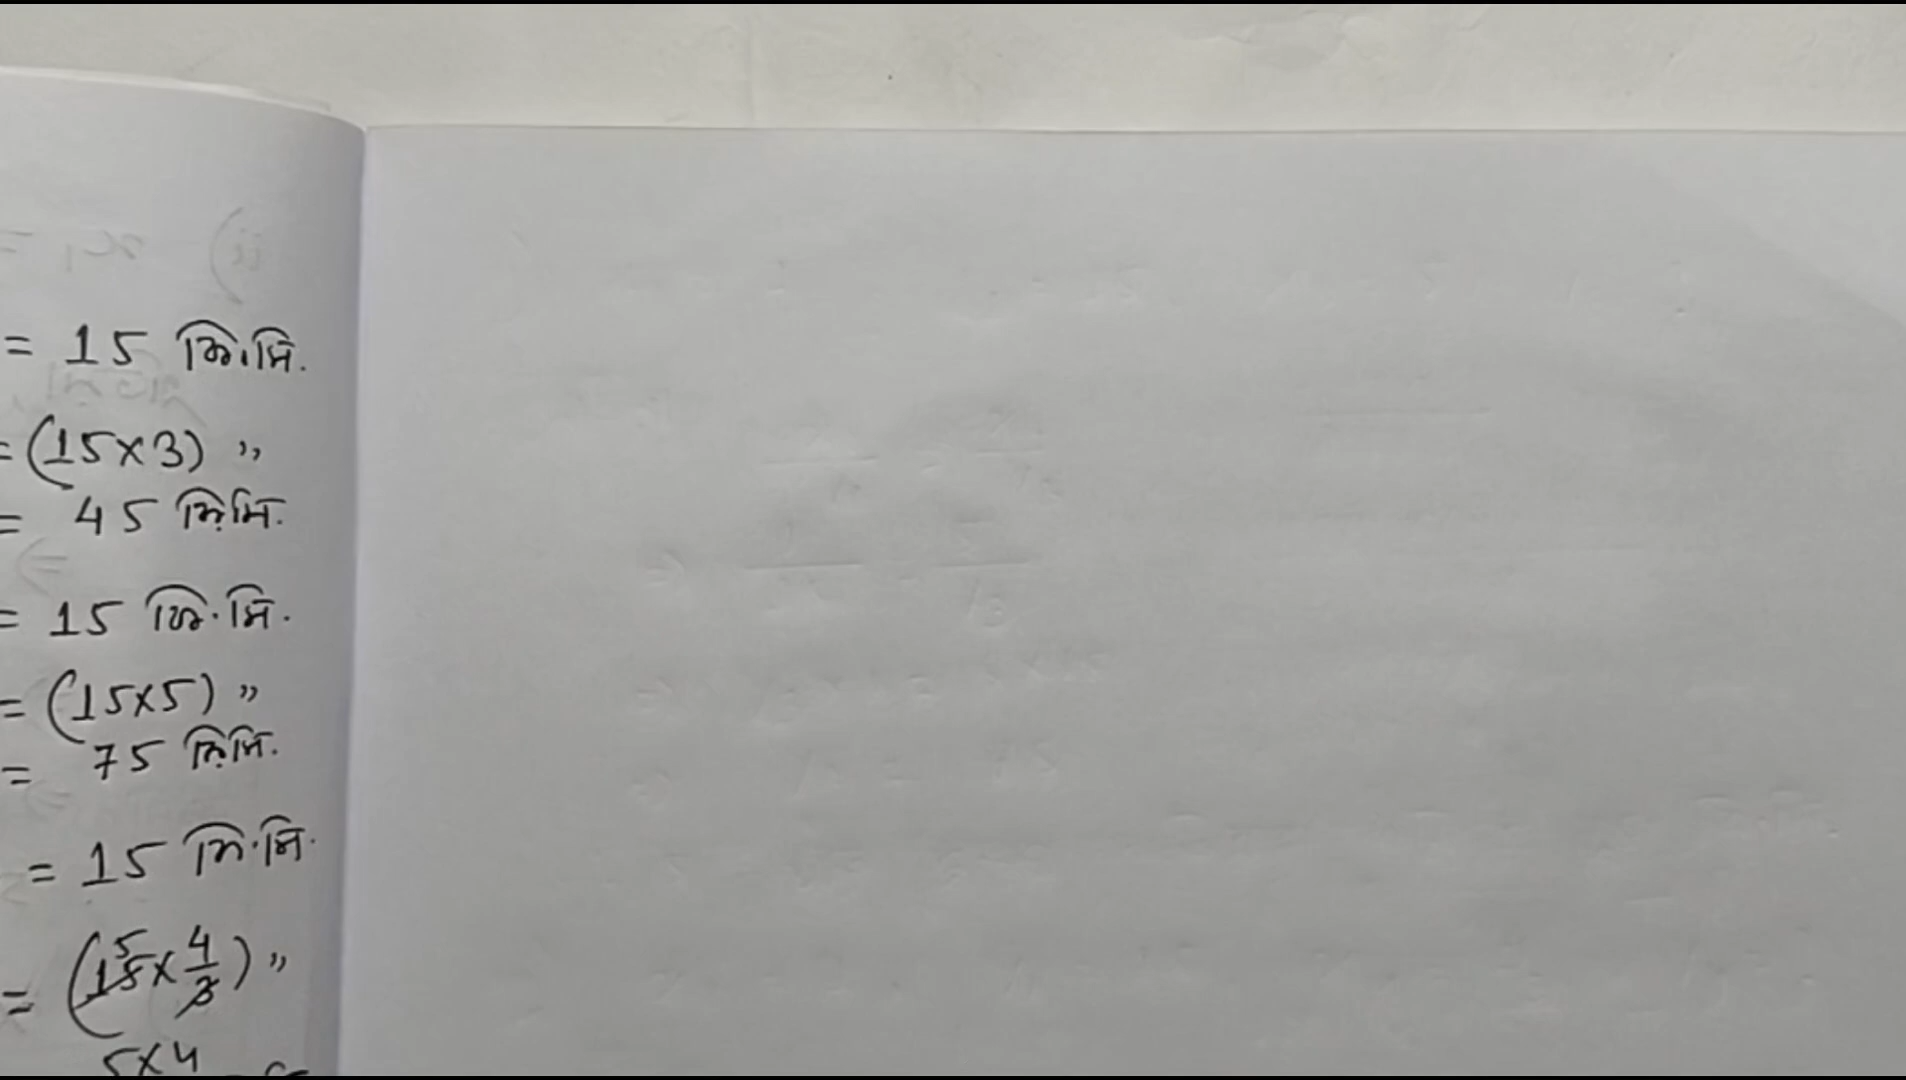 = 15 কি.মি.
= (15×3) "
= 45 কি.মি.
= 15 কি.মি.
= (15×5) "
= 75 কি.মি.
= 15 কি.মি.
= (15×4/3) "
5×4